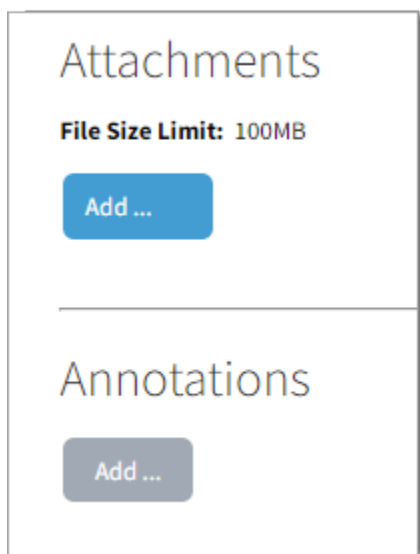 Attachments
File Size Limit: 100MB
Add ...
Annotations
Add ...